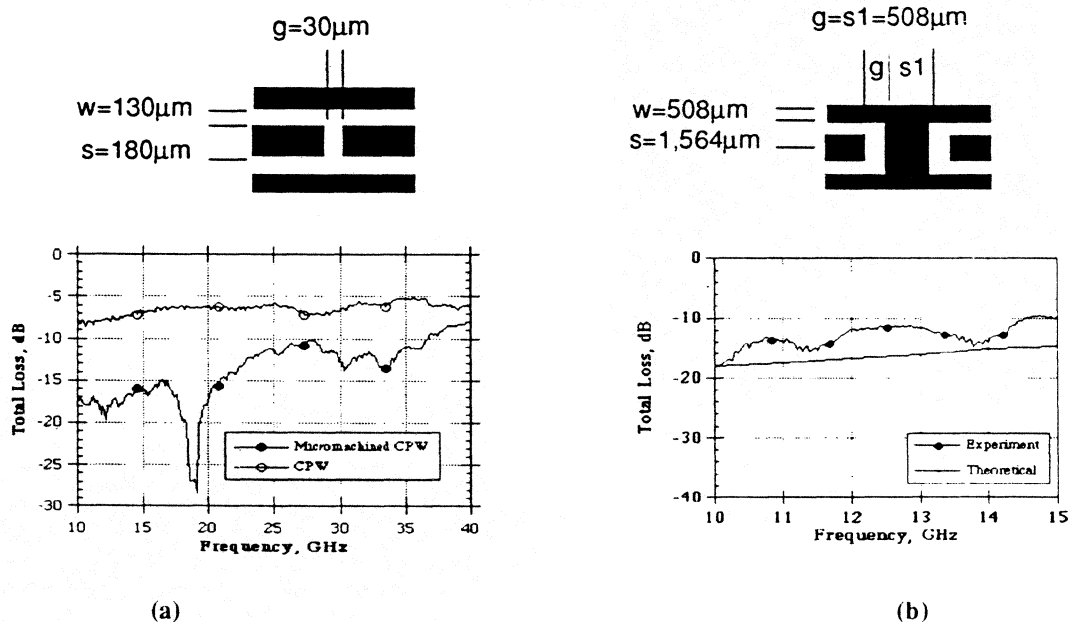 g=30µm
w=130µm
s=180µm
0
-5
-10
-15
-20
-25
-30
Total Loss, dB
Micromachined CPW
CPW
10
15
20
25
30
35
40
Frequency, GHz
(a)
g=s1=508µm
g
s1
w=508µm
s=1,564µm
0
-10
-20
-30
-40
Total Loss, dB
Experiment
Theoretical
10
11
12
13
14
15
Frequency, GHz
(b)